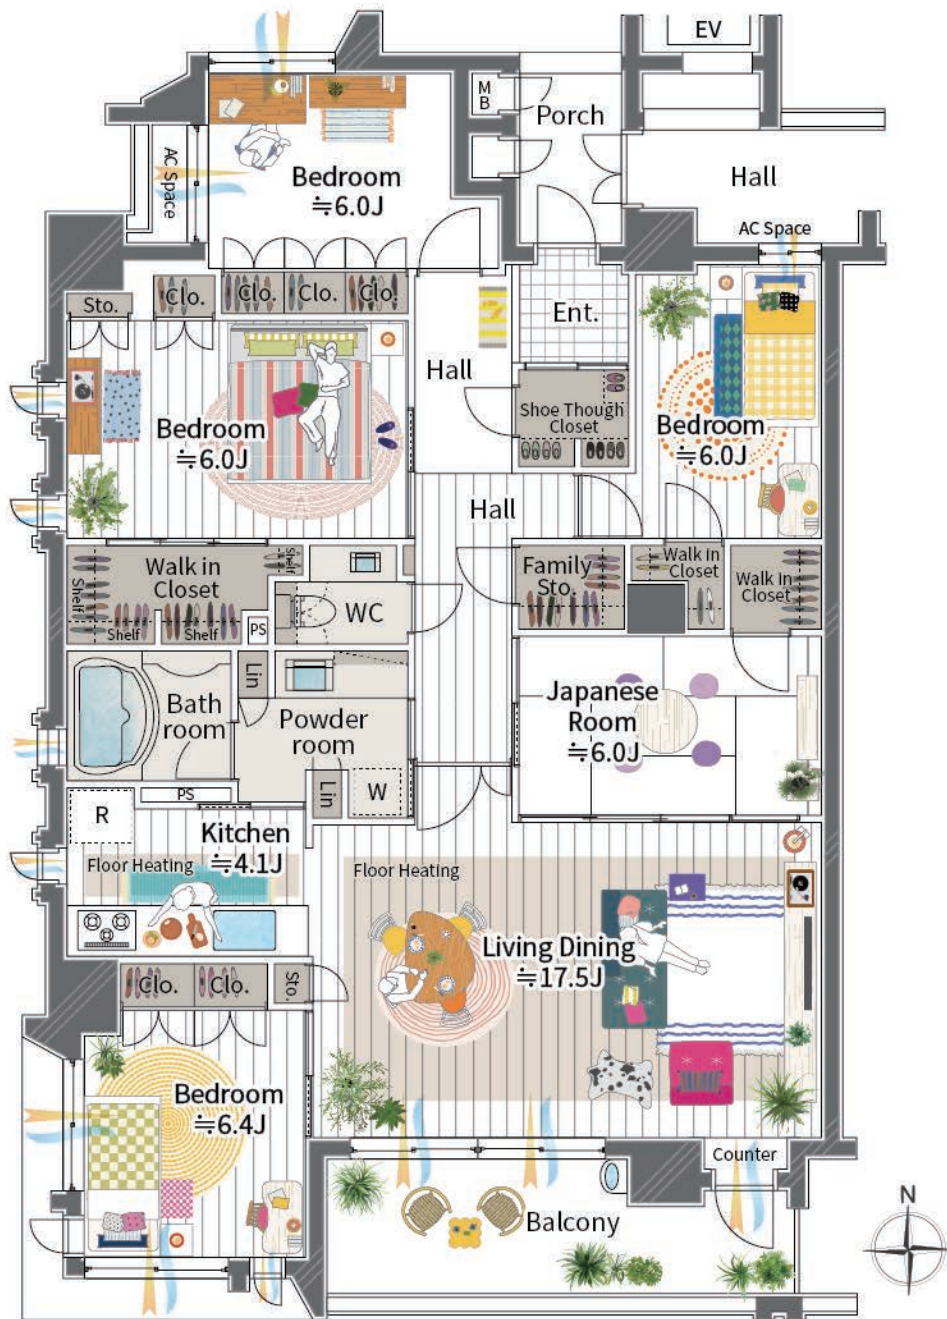 EV
M
B
Porch
Hall
AC Space
Bedroom
≒6.0J
AC Space
Sto.
Clo.
Clo.
Clo.
Clo.
Ent.
Hall
Shoe Though
Closet
Bedroom
≒6.0J
Bedroom
≒6.0J
Hall
Walk in
Closet
Shelf
Shelf
Shelf
Shelf
PS
WC
Family
Sto.
Walk in
Closet
Walk in
Closet
Bath
room
Lin
Powder
room
Lin
W
Japanese
Room
≒6.0J
PS
R
Kitchen
≒4.1J
Floor Heating
Floor Heating
Living Dining
≒17.5J
Clo.
Clo.
Sto.
Bedroom
≒6.4J
Counter
Balcony
N